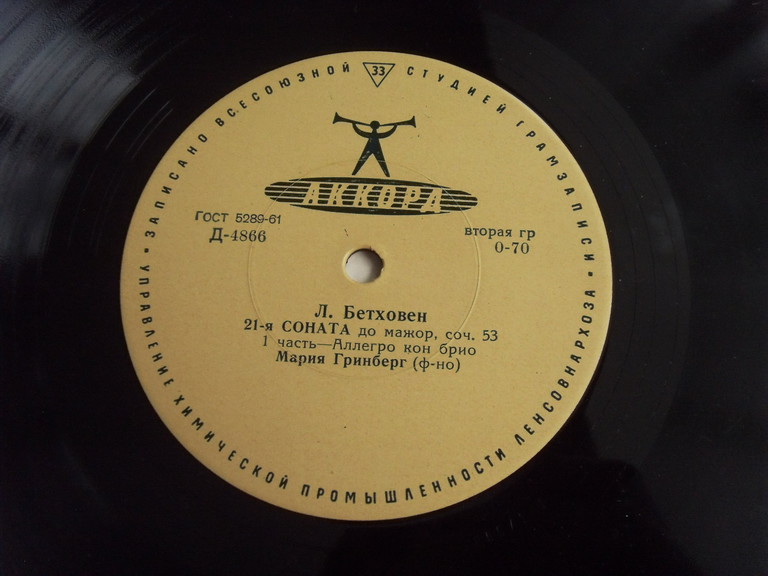 ЗАПИСАНО ВСЕСОЮЗНОЙ 33 СТУДИЕЙ ГРАМЗАПИСИ
АККОРД
ГОСТ 5289-61
Д-4866
вторая гр
0-70
Л. Бетховен
21-я СОНАТА до мажор, соч. 53
1 часть—Аллегро кон брио
Мария Гринберг (ф-но)
• УПРАВЛЕНИЕ ХИМИЧЕСКОЙ ПРОМЫШЛЕННОСТИ ЛЕНСОВНАРХОЗА •